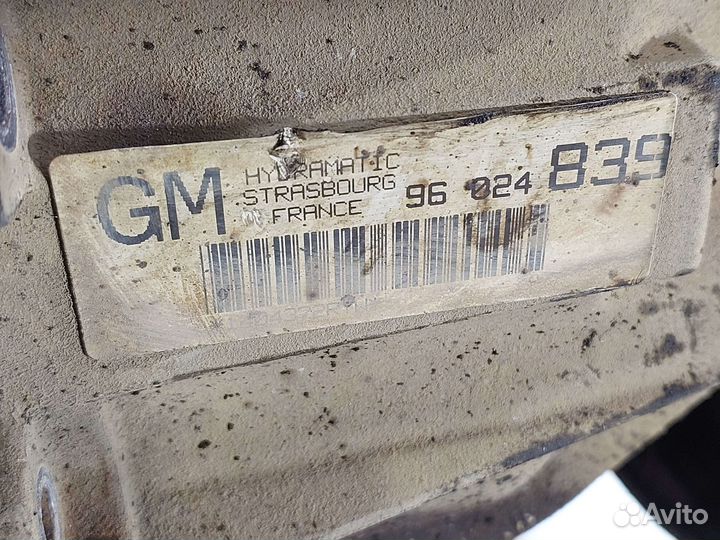 GM
HYDRAMATIC
STRASBOURG
FRANCE
96 024 839
Avito